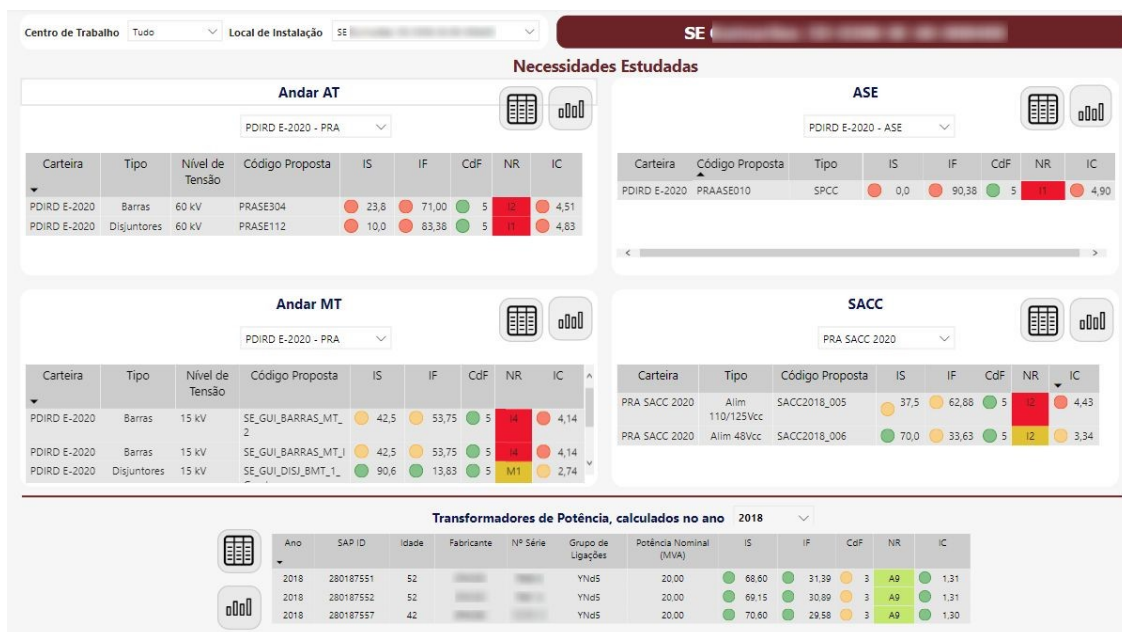 Centro de Trabalho Tudo Local de Instalação SE
SE
Necessidades Estudadas
Andar AT
PDIRD E-2020 - PRA
Carteira Tipo Nível de Tensão Código Proposta IS IF CdF NR IC
PDIRD E-2020 Barras 60 kV PRASE304 23,8 71,00 5 I2 4,51
PDIRD E-2020 Disjuntores 60 kV PRASE112 10,0 83,38 5 I1 4,83
ASE
PDIRD E-2020 - ASE
Carteira Código Proposta Tipo IS IF CdF NR IC
PDIRD E-2020 PRAASE010 SPCC 0,0 90,38 5 I1 4,90
Andar MT
PDIRD E-2020 - PRA
Carteira Tipo Nível de Tensão Código Proposta IS IF CdF NR IC
PDIRD E-2020 Barras 15 kV SE_GUI_BARRAS_MT_2 42,5 53,75 5 I4 4,14
PDIRD E-2020 Barras 15 kV SE_GUI_BARRAS_MT_I 42,5 53,75 5 I4 4,14
PDIRD E-2020 Disjuntores 15 kV SE_GUI_DISJ_BMT_1_ 90,6 13,83 5 M1 2,74
SACC
PRA SACC 2020
Carteira Tipo Código Proposta IS IF CdF NR IC
PRA SACC 2020 Alim 110/125Vcc SACC2018_005 37,5 62,88 5 I2 4,43
PRA SACC 2020 Alim 48Vcc SACC2018_006 70,0 33,63 5 I2 3,34
Transformadores de Potência, calculados no ano 2018
Ano SAP ID Idade Fabricante Nº Série Grupo de Ligações Potência Nominal (MVA) IS IF CdF NR IC
2018 280187551 52 YNd5 20,00 68,60 31,39 3 A9 1,31
2018 280187552 52 YNd5 20,00 69,15 30,89 3 A9 1,31
2018 280187557 42 YNd5 20,00 70,60 29,58 3 A9 1,30